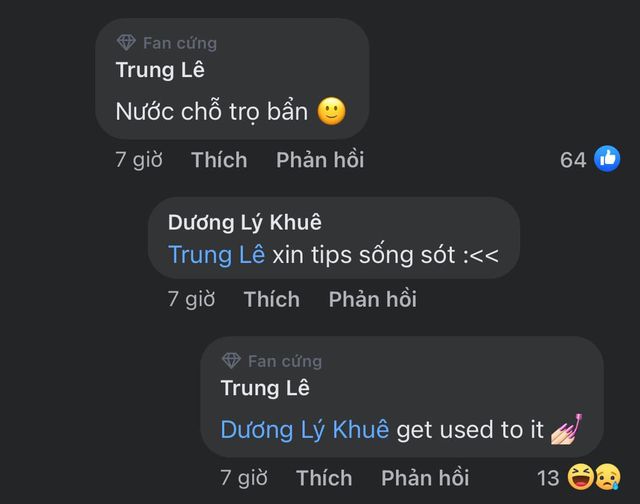 Fan cứng
Trung Lê
Nước chỗ trọ bẩn 🙂
7 giờ Thích Phản hồi 64
Dương Lý Khuê
Trung Lê xin tips sống sót :<<
7 giờ Thích Phản hồi
Fan cứng
Trung Lê
Dương Lý Khuê get used to it 💅🏻
7 giờ Thích Phản hồi 13